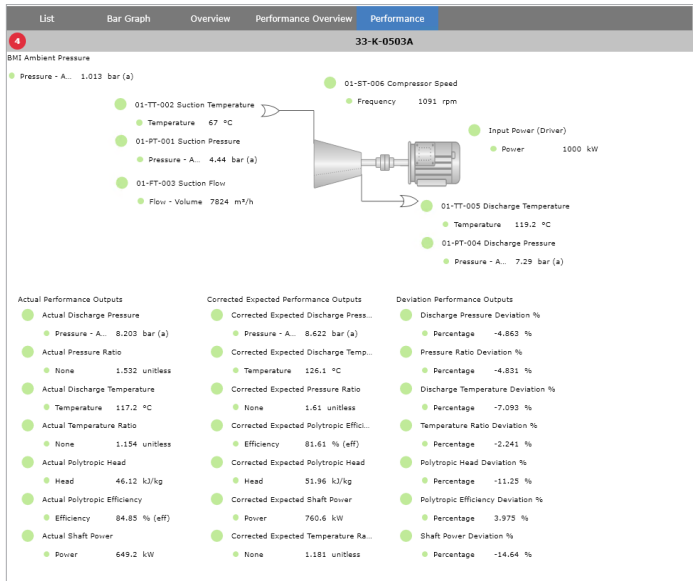 List Bar Graph Overview Performance Overview Performance
4 33-K-0503A
BMI Ambient Pressure
Pressure - A... 1.013 bar (a)
01-ST-006 Compressor Speed
Frequency 1091 rpm
01-TT-002 Suction Temperature
Temperature 67 °C
01-PT-001 Suction Pressure
Pressure - A... 4.44 bar (a)
01-FT-003 Suction Flow
Flow - Volume 7824 m³/h
Input Power (Driver)
Power 1000 kW
01-TT-005 Discharge Temperature
Temperature 119.2 °C
01-PT-004 Discharge Pressure
Pressure - A... 7.29 bar (a)
Actual Performance Outputs
Actual Discharge Pressure
Pressure - A... 8.203 bar (a)
Actual Pressure Ratio
None 1.532 unitless
Actual Discharge Temperature
Temperature 117.2 °C
Actual Temperature Ratio
None 1.154 unitless
Actual Polytropic Head
Head 46.12 kJ/kg
Actual Polytropic Efficiency
Efficiency 84.85 % (eff)
Actual Shaft Power
Power 649.2 kW
Corrected Expected Performance Outputs
Corrected Expected Discharge Press...
Pressure - A... 8.622 bar (a)
Corrected Expected Discharge Temp...
Temperature 126.1 °C
Corrected Expected Pressure Ratio
None 1.61 unitless
Corrected Expected Polytropic Effici...
Efficiency 81.61 % (eff)
Corrected Expected Polytropic Head
Head 51.96 kJ/kg
Corrected Expected Shaft Power
Power 760.6 kW
Corrected Expected Temperature Ra...
None 1.181 unitless
Deviation Performance Outputs
Discharge Pressure Deviation %
Percentage -4.863 %
Pressure Ratio Deviation %
Percentage -4.831 %
Discharge Temperature Deviation %
Percentage -7.093 %
Temperature Ratio Deviation %
Percentage -2.241 %
Polytropic Head Deviation %
Percentage -11.25 %
Polytropic Efficiency Deviation %
Percentage 3.975 %
Shaft Power Deviation %
Percentage -14.64 %